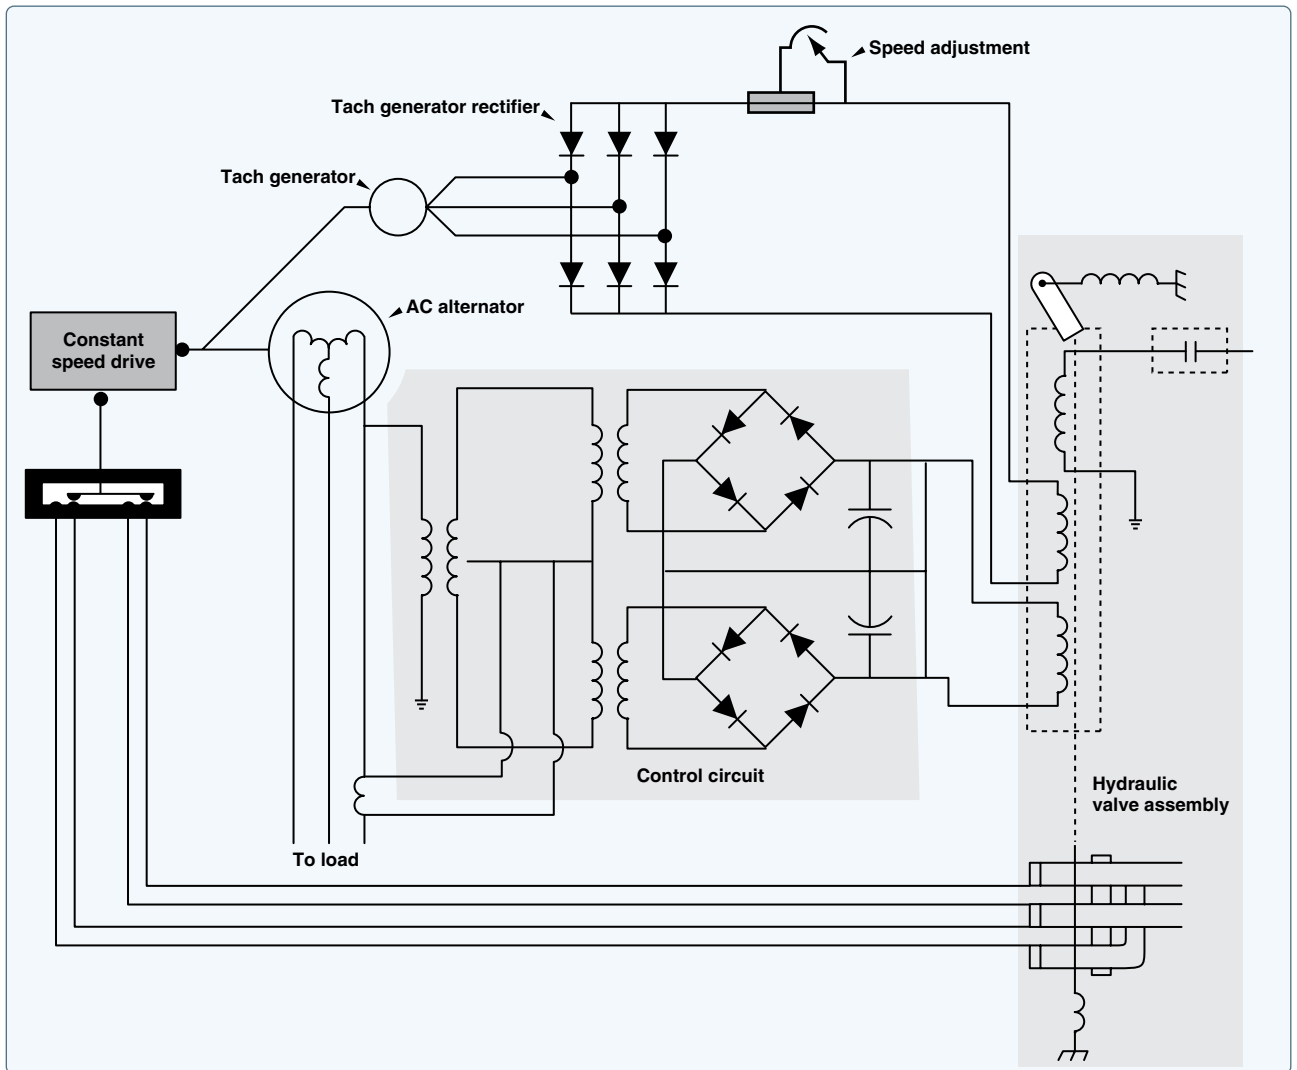 Speed adjustment
Tach generator rectifier
Tach generator
AC alternator
Constant
speed drive
Control circuit
Hydraulic
valve assembly
To load